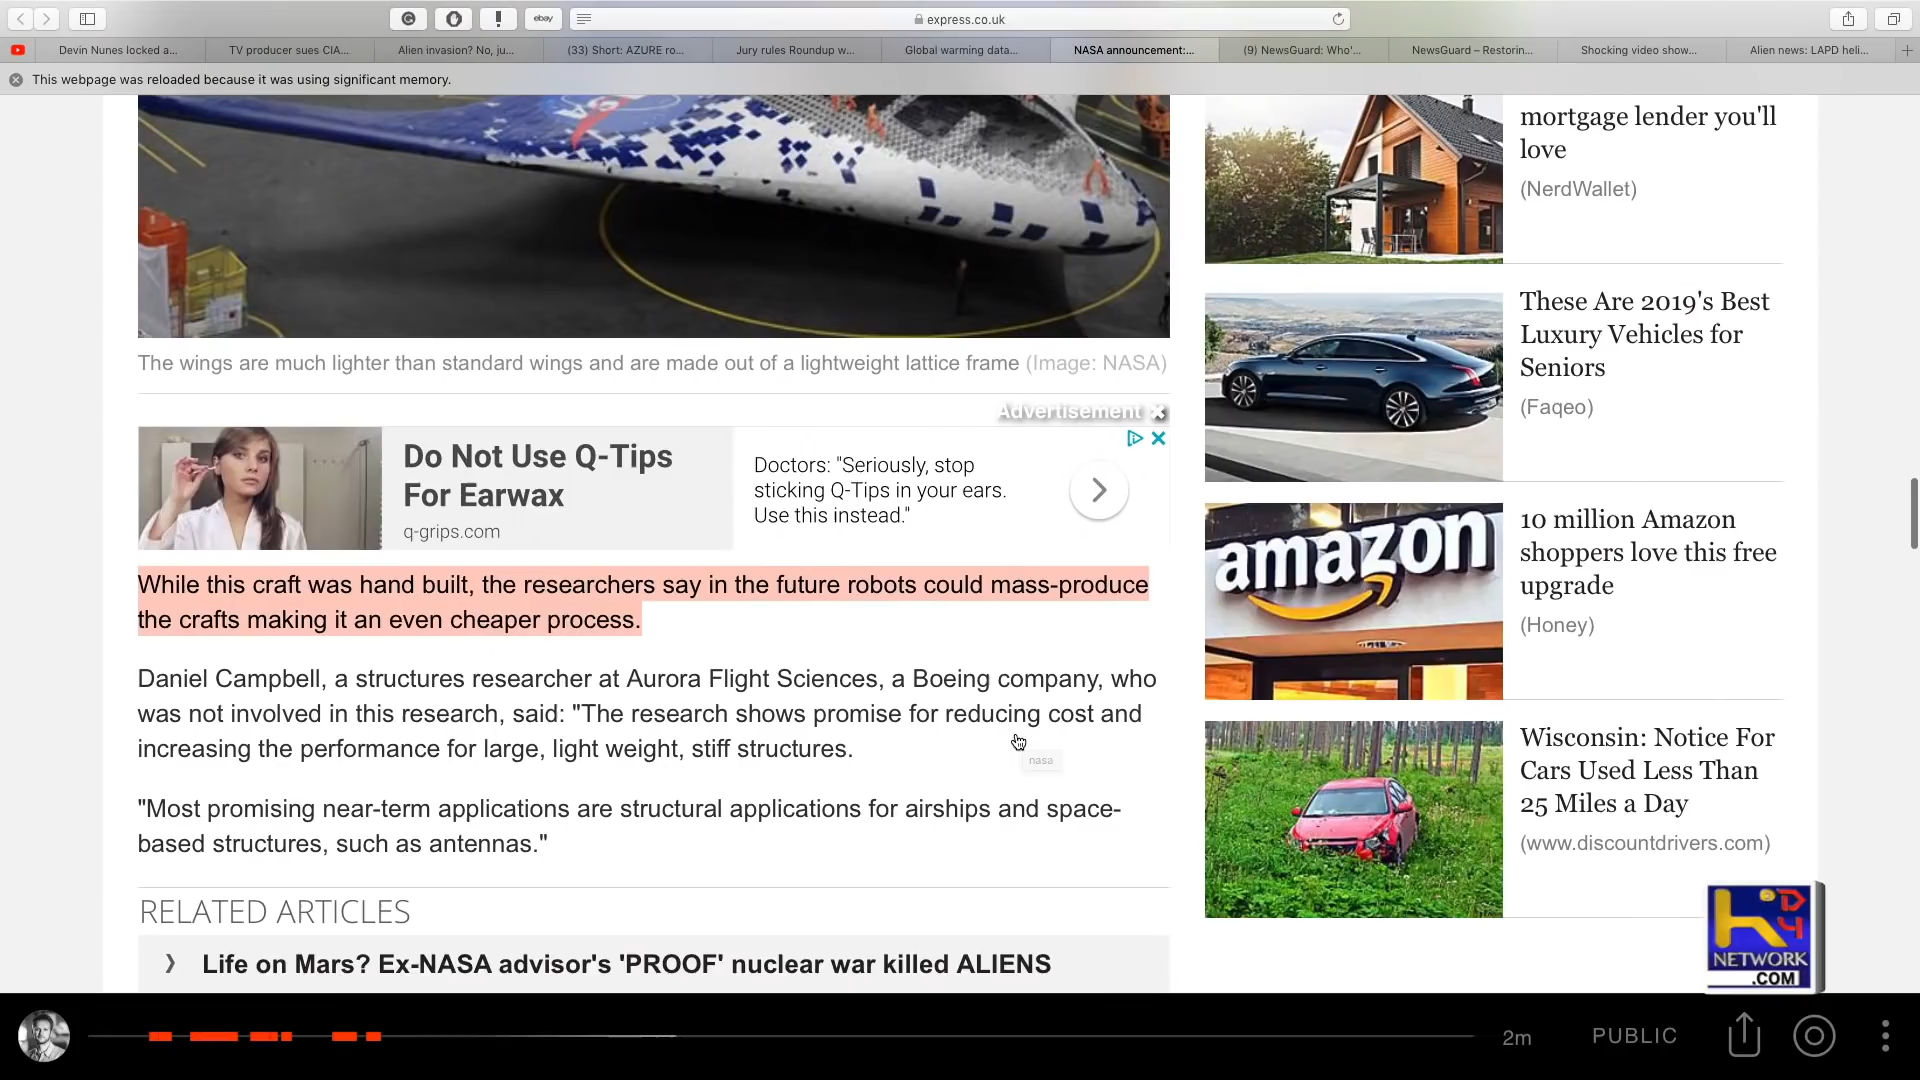 ebay
express.co.uk
Devin Nunes locked a...
TV producer sues CIA...
Alien invasion? No, ju...
(33) Short: AZURE ro...
Jury rules Roundup w...
Global warming data...
NASA announcement:...
(9) NewsGuard: Who'...
NewsGuard – Restorin...
Shocking video show...
Alien news: LAPD heli...
This webpage was reloaded because it was using significant memory.
The wings are much lighter than standard wings and are made out of a lightweight lattice frame (Image: NASA)
Advertisement
Do Not Use Q-Tips
For Earwax
q-grips.com
Doctors: "Seriously, stop
sticking Q-Tips in your ears.
Use this instead."
While this craft was hand built, the researchers say in the future robots could mass-produce
the crafts making it an even cheaper process.
Daniel Campbell, a structures researcher at Aurora Flight Sciences, a Boeing company, who
was not involved in this research, said: "The research shows promise for reducing cost and
increasing the performance for large, light weight, stiff structures.
nasa
"Most promising near-term applications are structural applications for airships and space-
based structures, such as antennas."
RELATED ARTICLES
Life on Mars? Ex-NASA advisor's 'PROOF' nuclear war killed ALIENS
mortgage lender you'll
love
(NerdWallet)
These Are 2019's Best
Luxury Vehicles for
Seniors
(Faqeo)
amazon
10 million Amazon
shoppers love this free
upgrade
(Honey)
Wisconsin: Notice For
Cars Used Less Than
25 Miles a Day
(www.discountdrivers.com)
NETWORK
.COM
2m
PUBLIC